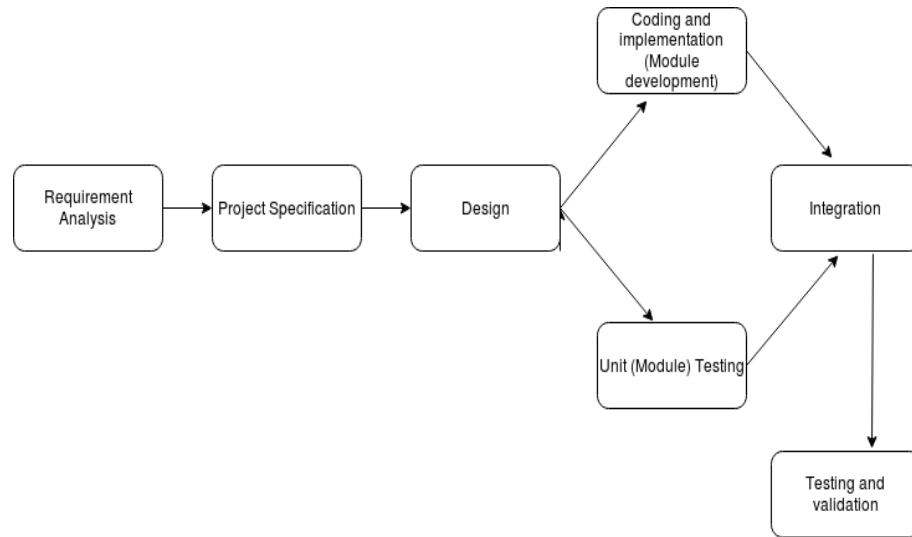 Coding and
implementation
(Module
development)
Requirement
Analysis
Project Specification
Design
Integration
Unit (Module) Testing
Testing and
validation